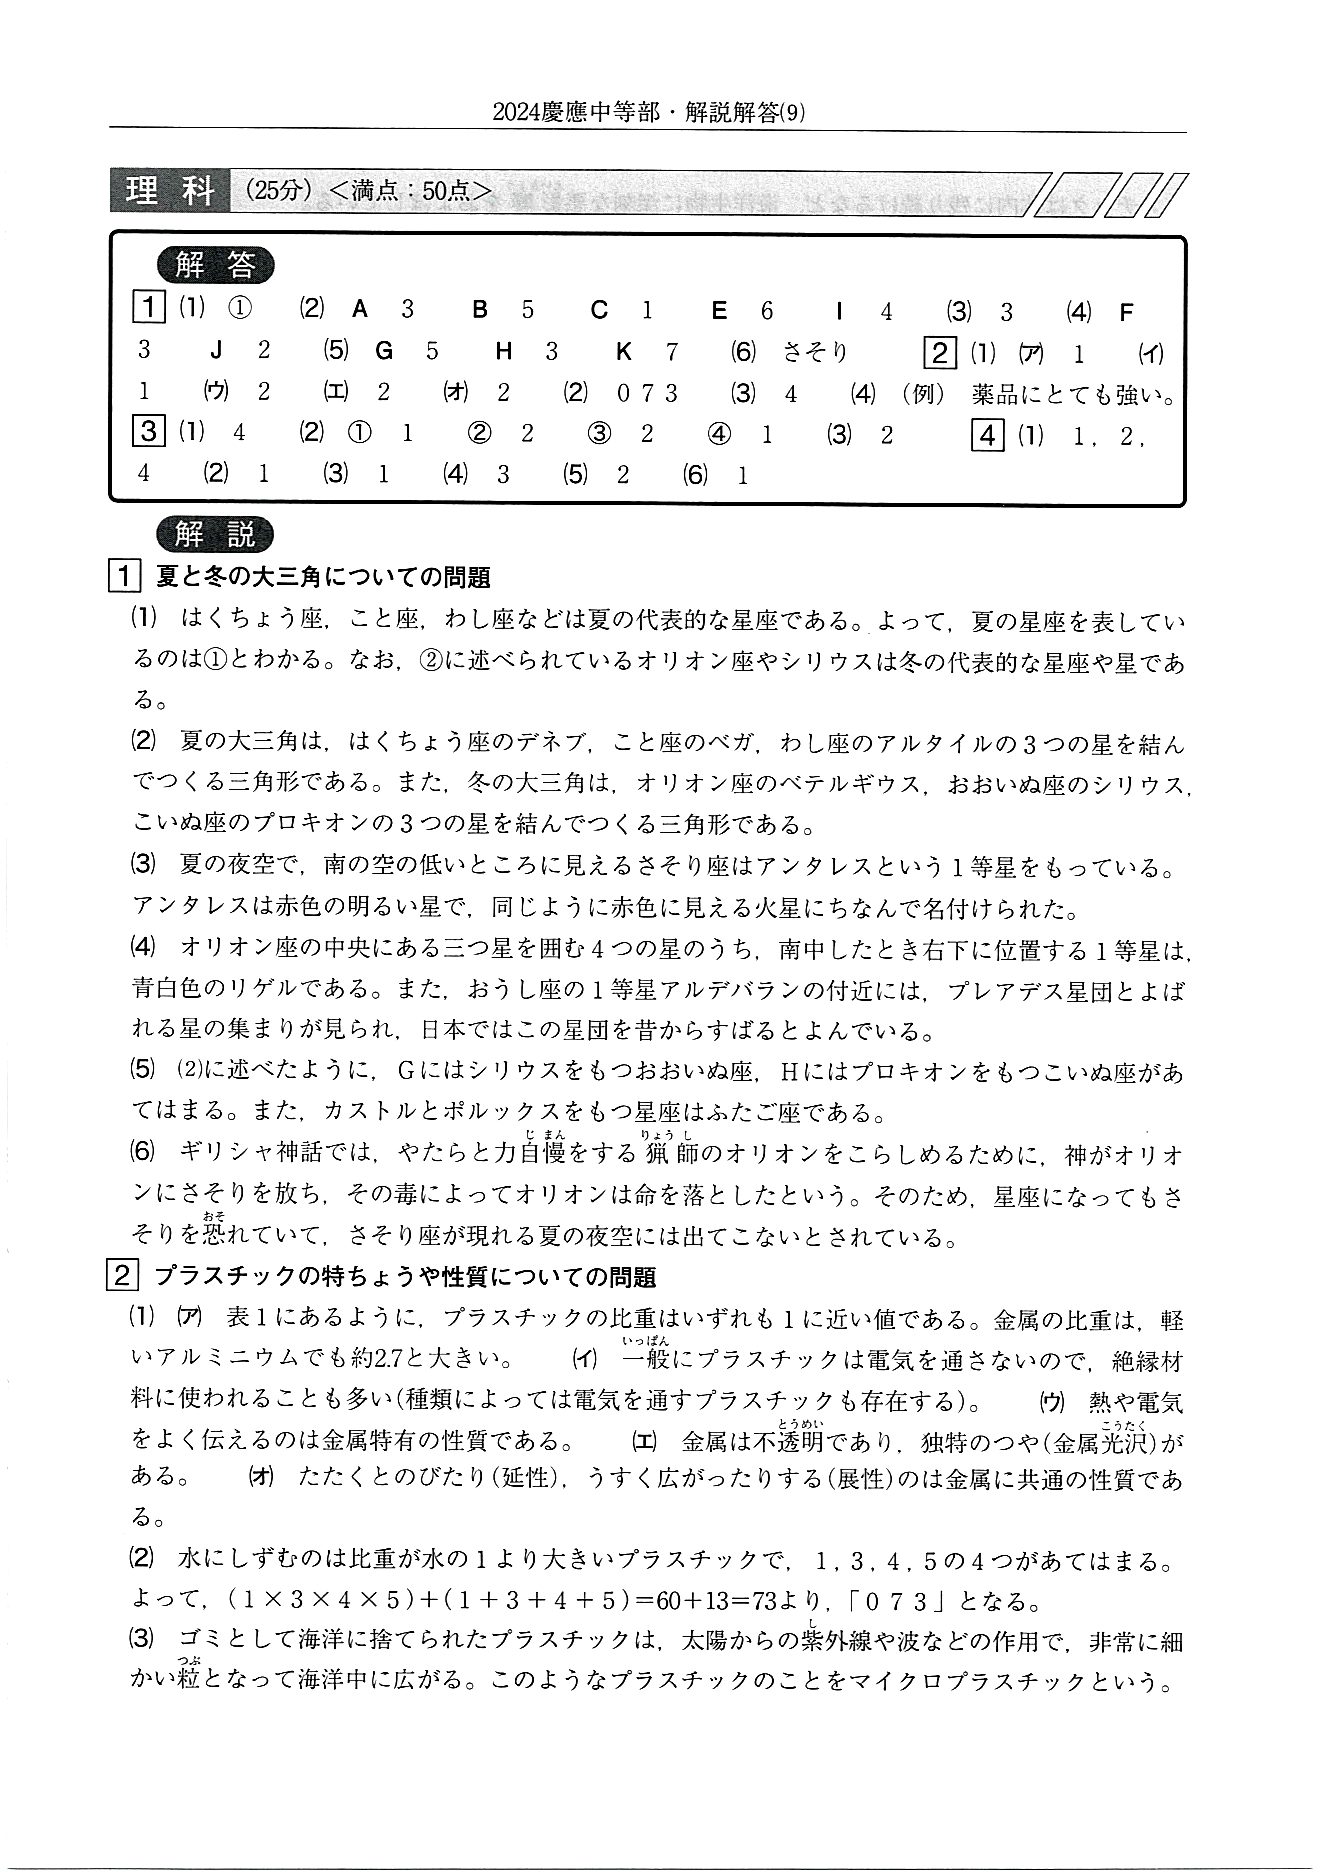 2024慶應中等部・解説解答(9)
理科 (25分) ＜満点：50点＞
解答
1 (1) ① (2) A 3 B 5 C 1 E 6 I 4 (3) 3 (4) F
3 J 2 (5) G 5 H 3 K 7 (6) さそり 2 (1) (ア) 1 (イ)
1 (ウ) 2 (エ) 2 (オ) 2 (2) 073 (3) 4 (4) (例) 薬品にとても強い。
3 (1) 4 (2) ① 1 ② 2 ③ 2 ④ 1 (3) 2 4 (1) 1，2，
4 (2) 1 (3) 1 (4) 3 (5) 2 (6) 1
解説
1 夏と冬の大三角についての問題
(1) はくちょう座，こと座，わし座などは夏の代表的な星座である。よって，夏の星座を表してい
るのは①とわかる。なお，②に述べられているオリオン座やシリウスは冬の代表的な星座や星であ
る。
(2) 夏の大三角は，はくちょう座のデネブ，こと座のベガ，わし座のアルタイルの3つの星を結ん
でつくる三角形である。また，冬の大三角は，オリオン座のベテルギウス，おおいぬ座のシリウス，
こいぬ座のプロキオンの3つの星を結んでつくる三角形である。
(3) 夏の夜空で，南の空の低いところに見えるさそり座はアンタレスという1等星をもっている。
アンタレスは赤色の明るい星で，同じように赤色に見える火星にちなんで名付けられた。
(4) オリオン座の中央にある三つ星を囲む4つの星のうち，南中したとき右下に位置する1等星は，
青白色のリゲルである。また，おうし座の1等星アルデバランの付近には，プレアデス星団とよば
れる星の集まりが見られ，日本ではこの星団を昔からすばるとよんでいる。
(5) (2)に述べたように，Gにはシリウスをもつおおいぬ座，Hにはプロキオンをもつこいぬ座があ
てはまる。また，カストルとポルックスをもつ星座はふたご座である。
(6) ギリシャ神話では，やたらと力自慢をする猟師のオリオンをこらしめるために，神がオリオ
ンにさそりを放ち，その毒によってオリオンは命を落としたという。そのため，星座になってもさ
そりを恐れていて，さそり座が現れる夏の夜空には出てこないとされている。
2 プラスチックの特ちょうや性質についての問題
(1) (ア) 表1にあるように，プラスチックの比重はいずれも1に近い値である。金属の比重は，軽
いアルミニウムでも約2.7と大きい。 (イ) 一般にプラスチックは電気を通さないので，絶縁材
料に使われることも多い(種類によっては電気を通すプラスチックも存在する)。 (ウ) 熱や電気
をよく伝えるのは金属特有の性質である。 (エ) 金属は不透明であり，独特のつや(金属光沢)が
ある。 (オ) たたくとのびたり(延性)，うすく広がったりする(展性)のは金属に共通の性質であ
る。
(2) 水にしずむのは比重が水の1より大きいプラスチックで，1，3，4，5の4つがあてはまる。
よって，(1×3×4×5)+(1+3+4+5)=60+13=73より，「073」となる。
(3) ゴミとして海洋に捨てられたプラスチックは，太陽からの紫外線や波などの作用で，非常に細
かい粒となって海洋中に広がる。このようなプラスチックのことをマイクロプラスチックという。